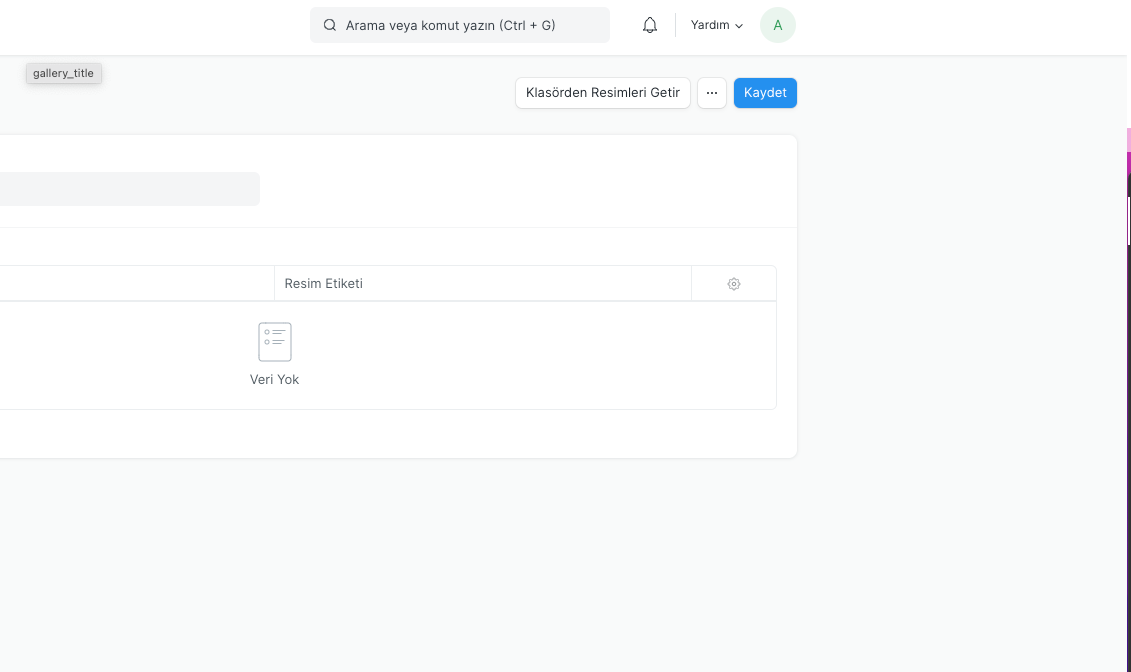 Arama veya komut yazın (Ctrl + G)
Yardım
A
gallery_title
Klasörden Resimleri Getir
Kaydet
Resim Etiketi
Veri Yok